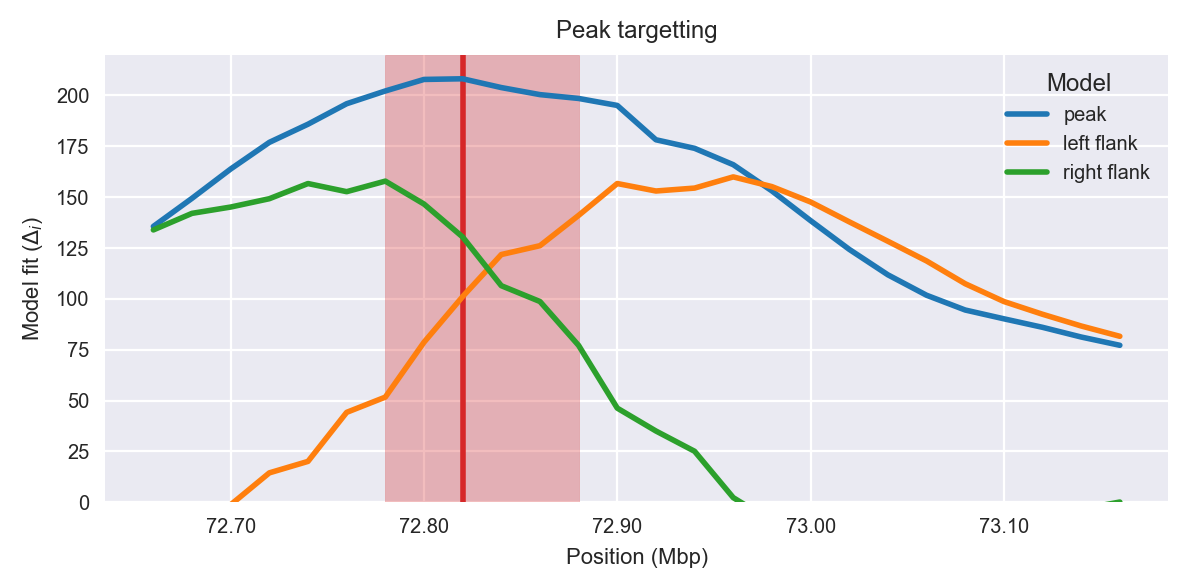 Peak targetting
Model fit (Δᵢ)
200
175
150
125
100
75
50
25
0
Model
peak
left flank
right flank
72.70 72.80 72.90 73.00 73.10
Position (Mbp)